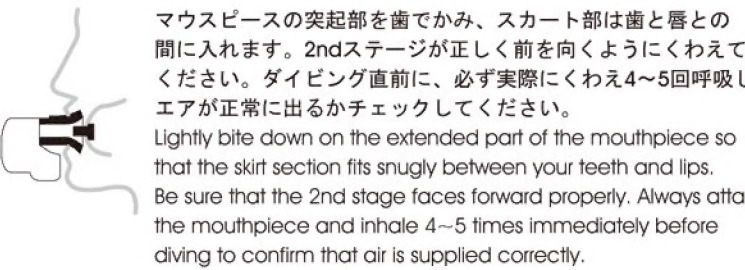 マウスピースの突起部を歯でかみ、スカート部は歯と唇との
間に入れます。2ndステージが正しく前を向くようにくわえて
ください。ダイビング直前に、必ず実際にくわえ4〜5回呼吸し
エアが正常に出るかチェックしてください。
Lightly bite down on the extended part of the mouthpiece so
that the skirt section fits snugly between your teeth and lips.
Be sure that the 2nd stage faces forward properly. Always atta
the mouthpiece and inhale 4~5 times immediately before
diving to confirm that air is supplied correctly.